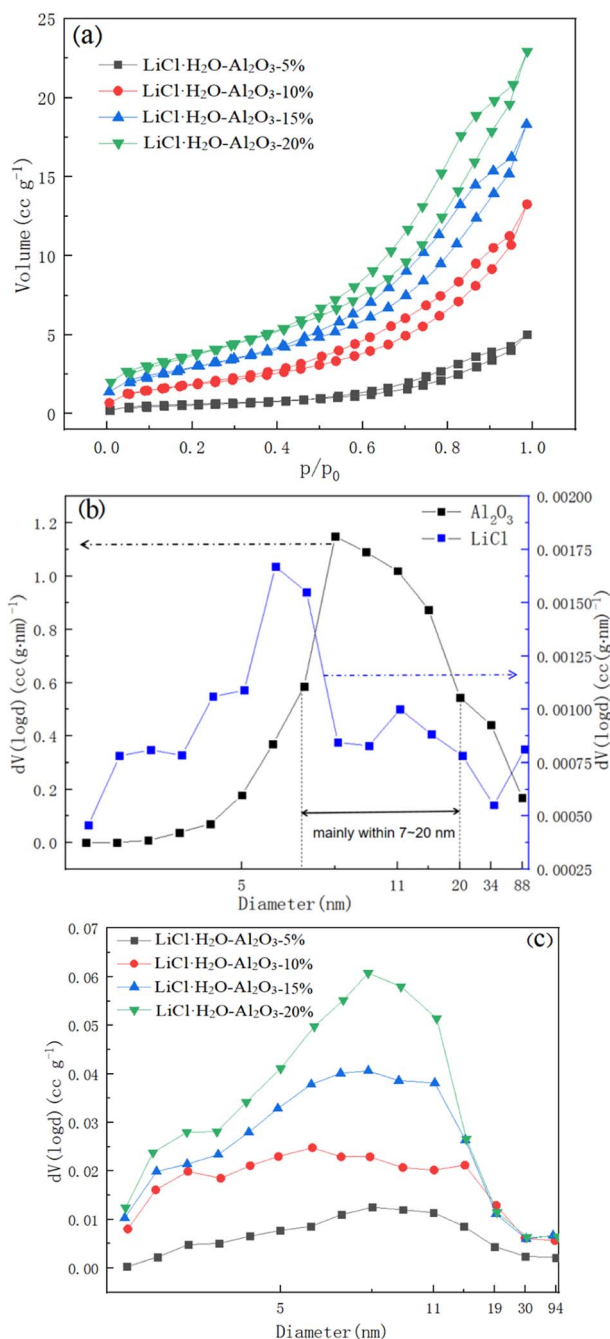 (a)
LiCl·H₂O-Al₂O₃-5%
LiCl·H₂O-Al₂O₃-10%
LiCl·H₂O-Al₂O₃-15%
LiCl·H₂O-Al₂O₃-20%
25
20
15
10
5
0
Volume(cc g⁻¹)
0.0 0.2 0.4 0.6 0.8 1.0
p/p₀
(b)
Al₂O₃
LiCl
1.2
1.0
0.8
0.6
0.4
0.2
0.0
dV(logd)(cc(g·nm)⁻¹)
0.00200
0.00175
0.00150
0.00125
0.00100
0.00075
0.00050
0.00025
dV(logd)(cc(g·nm)⁻¹)
mainly within 7~20 nm
5 11 20 34 88
Diameter(nm)
(c)
LiCl·H₂O-Al₂O₃-5%
LiCl·H₂O-Al₂O₃-10%
LiCl·H₂O-Al₂O₃-15%
LiCl·H₂O-Al₂O₃-20%
0.07
0.06
0.05
0.04
0.03
0.02
0.01
0.00
dV(logd)(cc g⁻¹)
5 11 19 30 94
Diameter(nm)